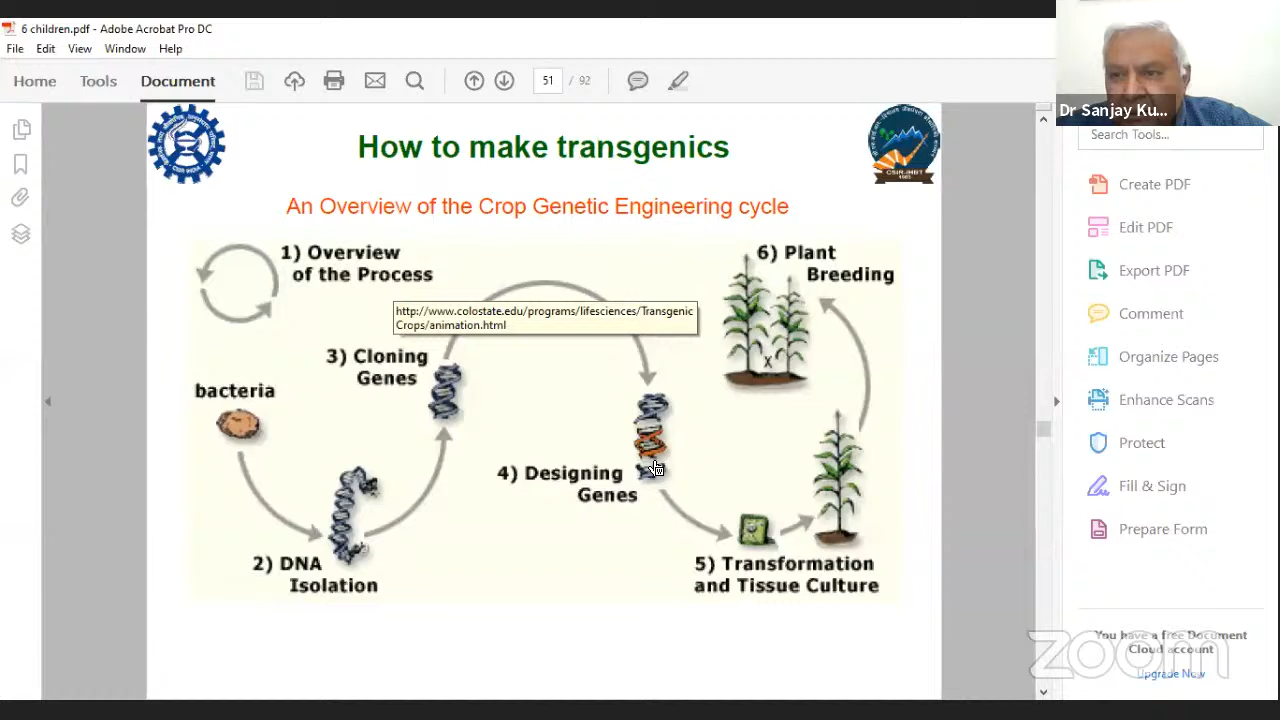 6 children.pdf - Adobe Acrobat Pro DC
File Edit View Window Help
Home Tools Document
51 / 92
Dr Sanjay Ku...
Search Tools...
How to make transgenics
An Overview of the Crop Genetic Engineering cycle
CSIR-INDIA
CSIR-IHBT
1) Overview
of the Process
6) Plant
Breeding
http://www.colostate.edu/programs/lifesciences/Transgenic
Crops/animation.html
3) Cloning
Genes
bacteria
X
4) Designing
Genes
2) DNA
Isolation
5) Transformation
and Tissue Culture
Create PDF
Edit PDF
Export PDF
Comment
Organize Pages
Enhance Scans
Protect
Fill & Sign
Prepare Form
You have a free Document
Cloud account
Upgrade Now
zoom